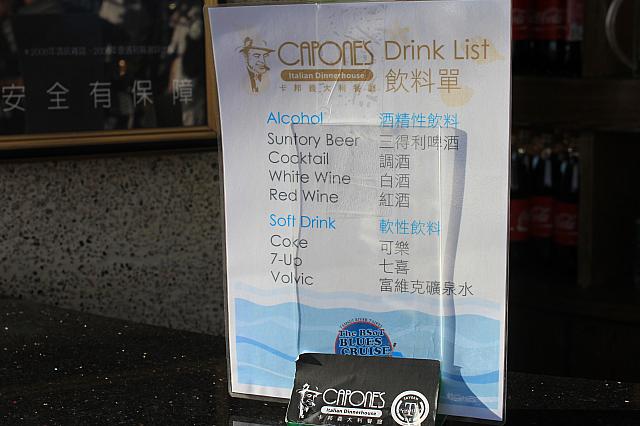 安全有保障
CAPONES Drink List
Italian Dinnerhouse
卡邦義大利餐廳
飲料單
Alcohol 酒精性飲料
Suntory Beer 三得利啤酒
Cocktail 調酒
White Wine 白酒
Red Wine 紅酒
Soft Drink 軟性飲料
Coke 可樂
7-Up 七喜
Volvic 富維克礦泉水
The BSoT
BLUES
CRUISE
CAPONES
Italian Dinnerhouse
卡邦義大利餐廳